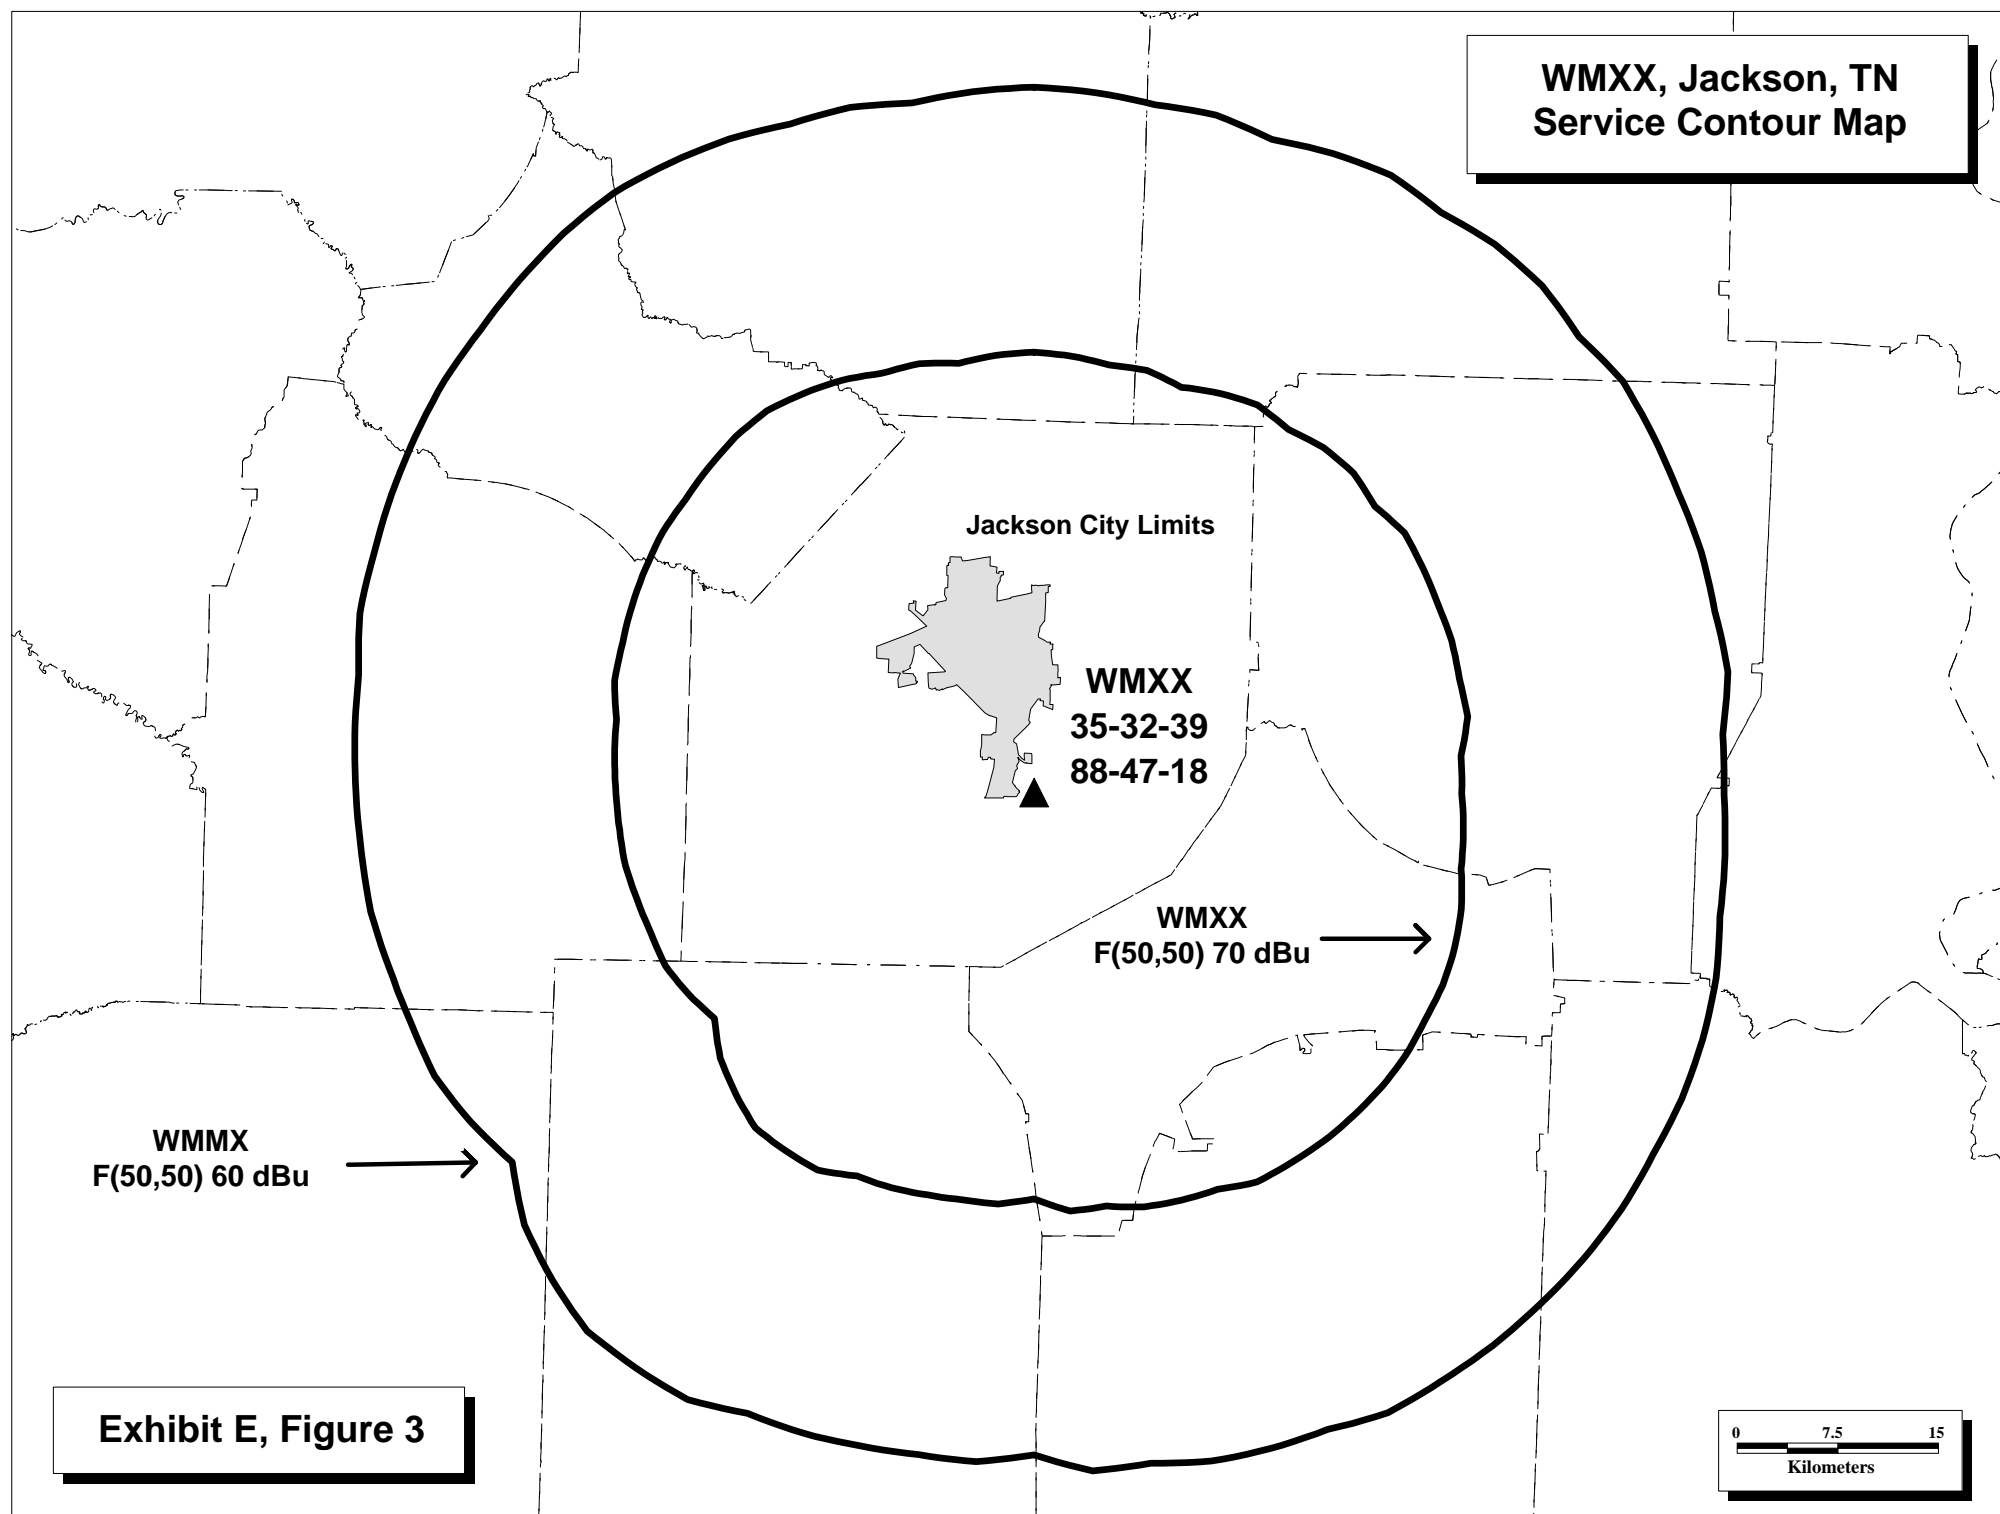 WMXX, Jackson, TN
Service Contour Map
Jackson City Limits
WMXX
35-32-39
88-47-18
WMXX
F(50,50) 70 dBu
WMMX
F(50,50) 60 dBu
Exhibit E, Figure 3
0 7.5 15
Kilometers